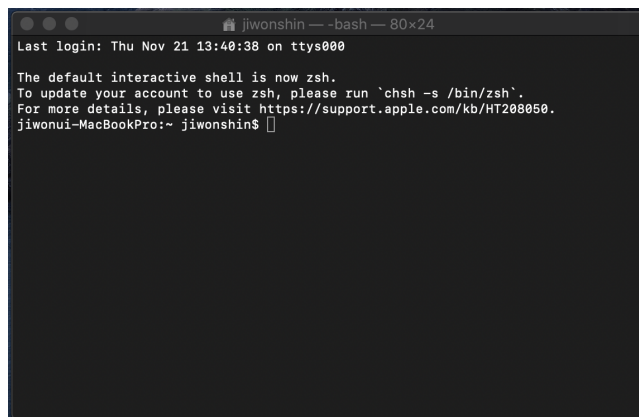 jiwonshin — -bash — 80×24
Last login: Thu Nov 21 13:40:38 on ttys000
The default interactive shell is now zsh.
To update your account to use zsh, please run `chsh -s /bin/zsh`.
For more details, please visit https://support.apple.com/kb/HT208050.
jiwonui-MacBookPro:~ jiwonshin$